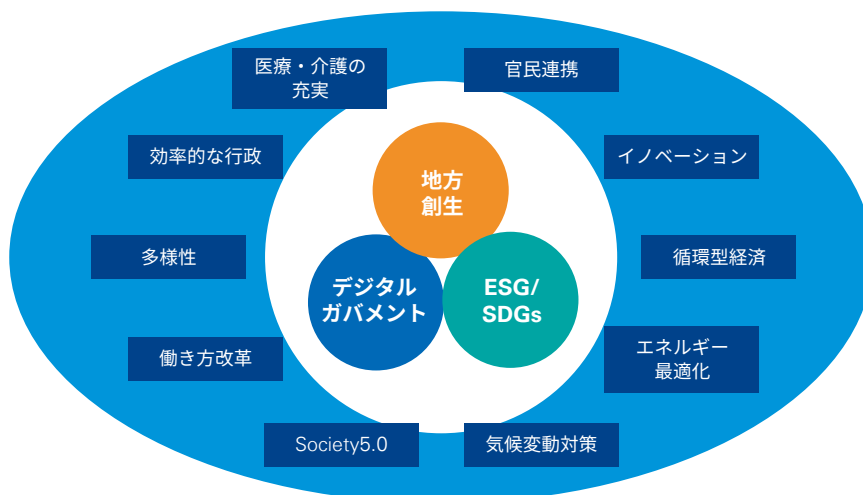 医療・介護の
充実
官民連携
効率的な行政
イノベーション
地方
創生
多様性
循環型経済
デジタル
ガバメント
ESG/
SDGs
働き方改革
エネルギー
最適化
Society5.0
気候変動対策